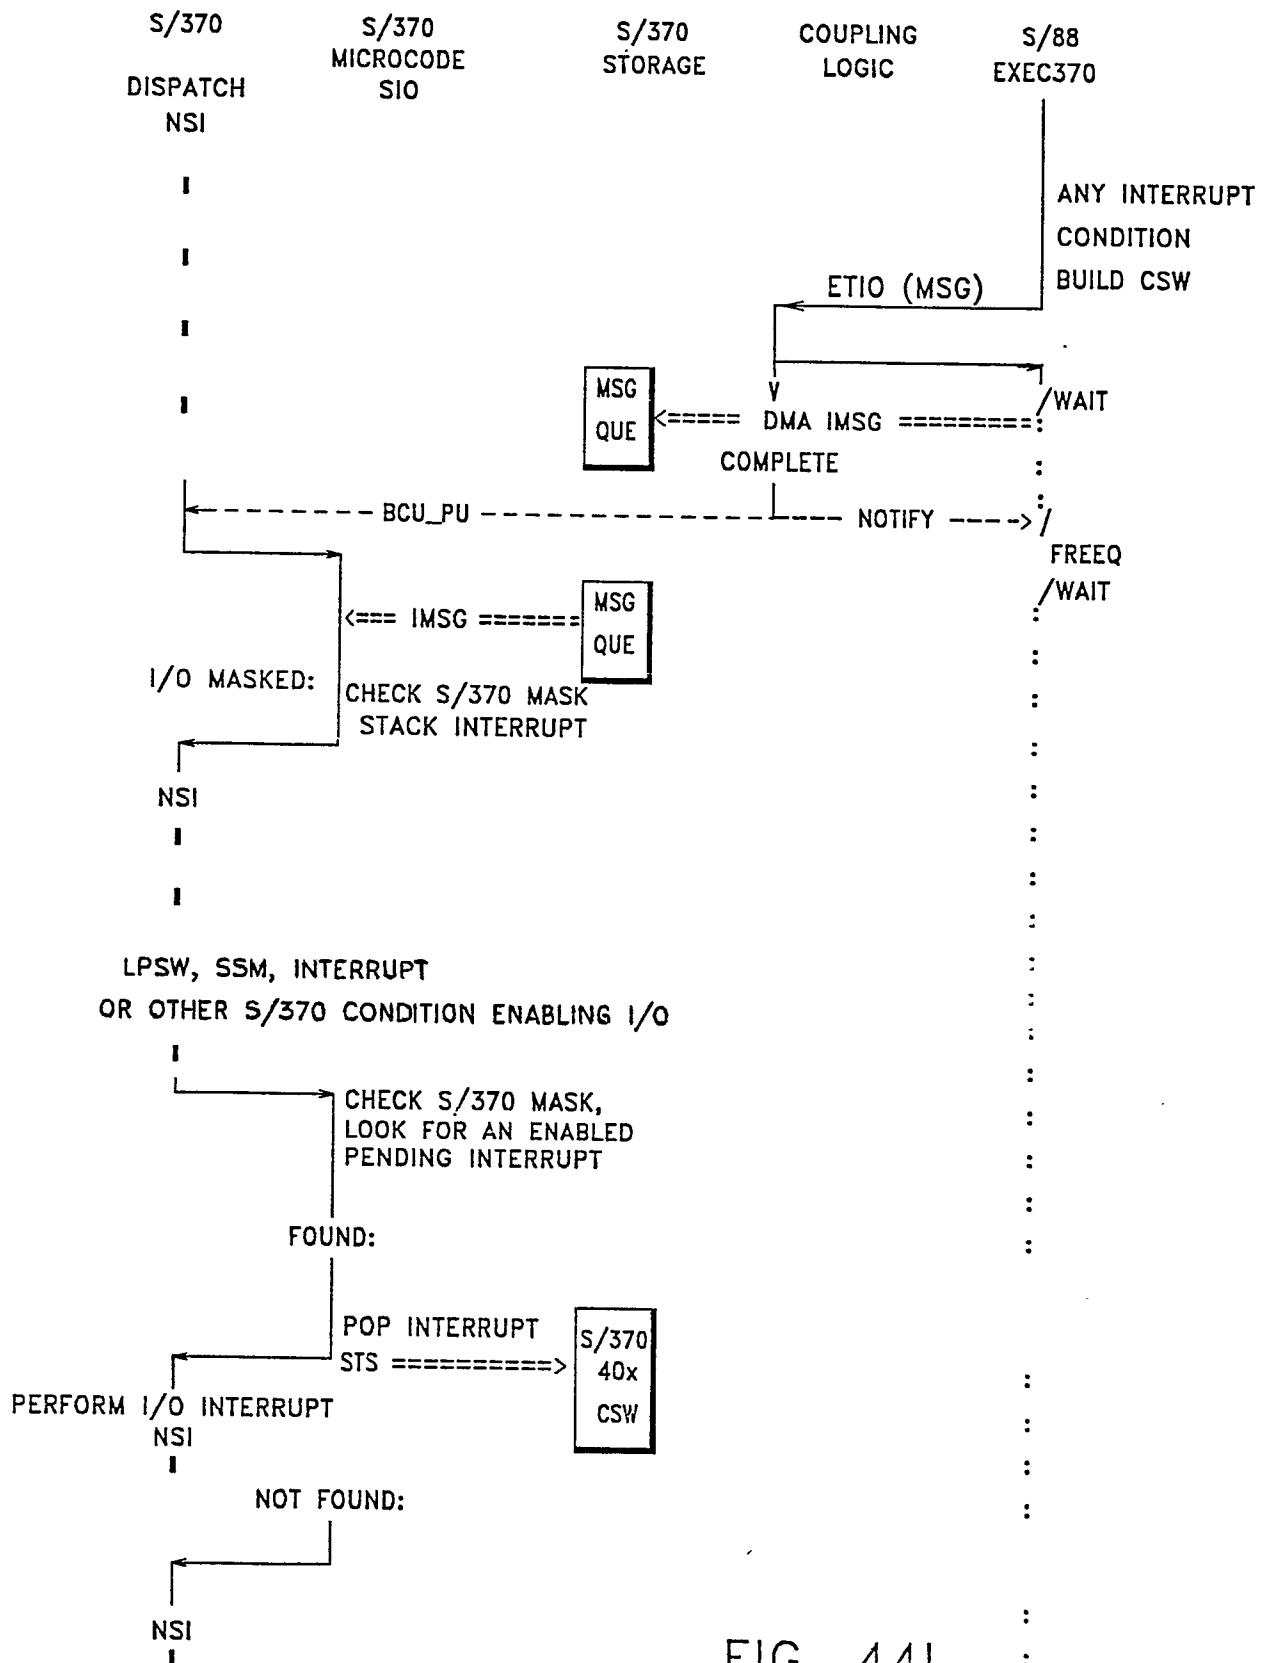 S/370
DISPATCH
NSI
S/370
MICROCODE
SIO
S/370
STORAGE
COUPLING
LOGIC
S/88
EXEC370
ANY INTERRUPT
CONDITION
BUILD CSW
ETIO (MSG)
/WAIT
MSG
QUE
<===== DMA IMSG =========:
COMPLETE
BCU_PU
NOTIFY
/
FREEQ
/WAIT
<=== IMSG =======
MSG
QUE
I/O MASKED:
CHECK S/370 MASK
STACK INTERRUPT
NSI
LPSW, SSM, INTERRUPT
OR OTHER S/370 CONDITION ENABLING I/O
CHECK S/370 MASK,
LOOK FOR AN ENABLED
PENDING INTERRUPT
FOUND:
POP INTERRUPT
STS ==========>
S/370
40x
CSW
PERFORM I/O INTERRUPT
NSI
NOT FOUND:
NSI